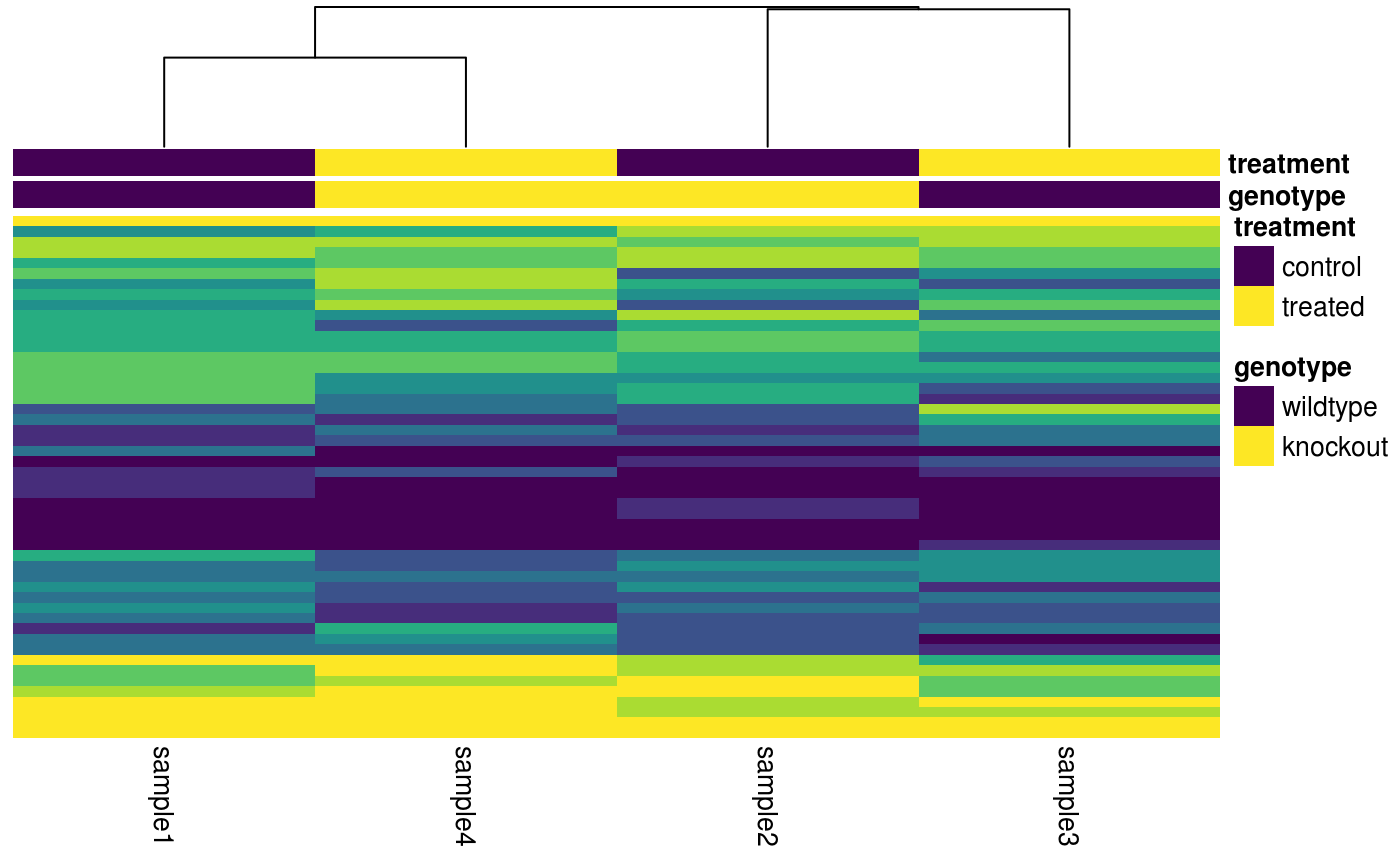 treatment
genotype
treatment
control
treated
genotype
wildtype
knockout
sample1
sample4
sample2
sample3